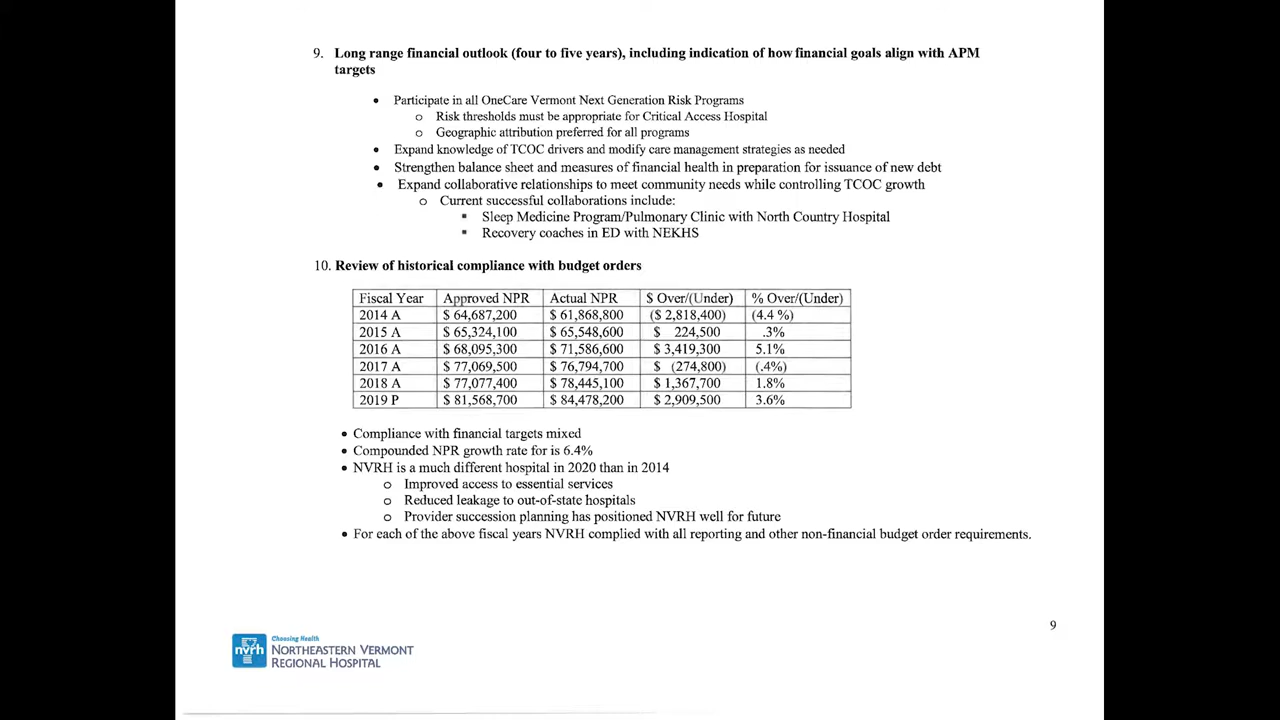 9. Long range financial outlook (four to five years), including indication of how financial goals align with APM
targets
• Participate in all OneCare Vermont Next Generation Risk Programs
o Risk thresholds must be appropriate for Critical Access Hospital
o Geographic attribution preferred for all programs
• Expand knowledge of TCOC drivers and modify care management strategies as needed
• Strengthen balance sheet and measures of financial health in preparation for issuance of new debt
• Expand collaborative relationships to meet community needs while controlling TCOC growth
o Current successful collaborations include:
▪ Sleep Medicine Program/Pulmonary Clinic with North Country Hospital
▪ Recovery coaches in ED with NEKHS
10. Review of historical compliance with budget orders
Fiscal Year Approved NPR Actual NPR $ Over/(Under) % Over/(Under)
2014 A $ 64,687,200 $ 61,868,800 ($ 2,818,400) (4.4 %)
2015 A $ 65,324,100 $ 65,548,600 $ 224,500 .3%
2016 A $ 68,095,300 $ 71,586,600 $ 3,419,300 5.1%
2017 A $ 77,069,500 $ 76,794,700 $ (274,800) (.4%)
2018 A $ 77,077,400 $ 78,445,100 $ 1,367,700 1.8%
2019 P $ 81,568,700 $ 84,478,200 $ 2,909,500 3.6%
• Compliance with financial targets mixed
• Compounded NPR growth rate for is 6.4%
• NVRH is a much different hospital in 2020 than in 2014
o Improved access to essential services
o Reduced leakage to out-of-state hospitals
o Provider succession planning has positioned NVRH well for future
• For each of the above fiscal years NVRH complied with all reporting and other non-financial budget order requirements.
9
Choosing Health
nvrh NORTHEASTERN VERMONT
REGIONAL HOSPITAL